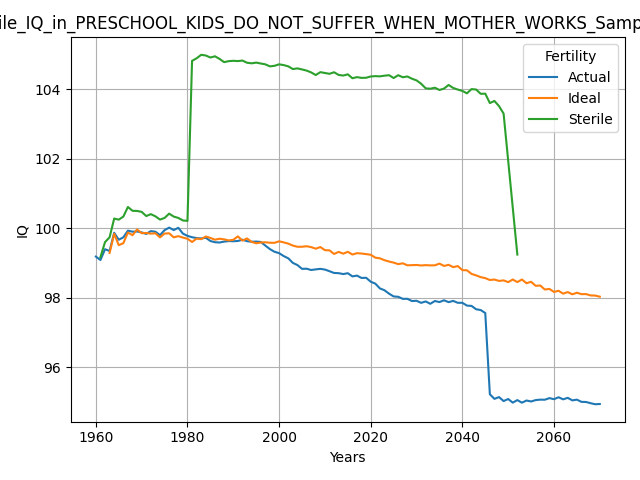 ile_IQ_in_PRESCHOOL_KIDS_DO_NOT_SUFFER_WHEN_MOTHER_WORKS_Samp
Fertility
Actual
Ideal
Sterile
104
102
100
98
96
IQ
1960 1980 2000 2020 2040 2060
Years